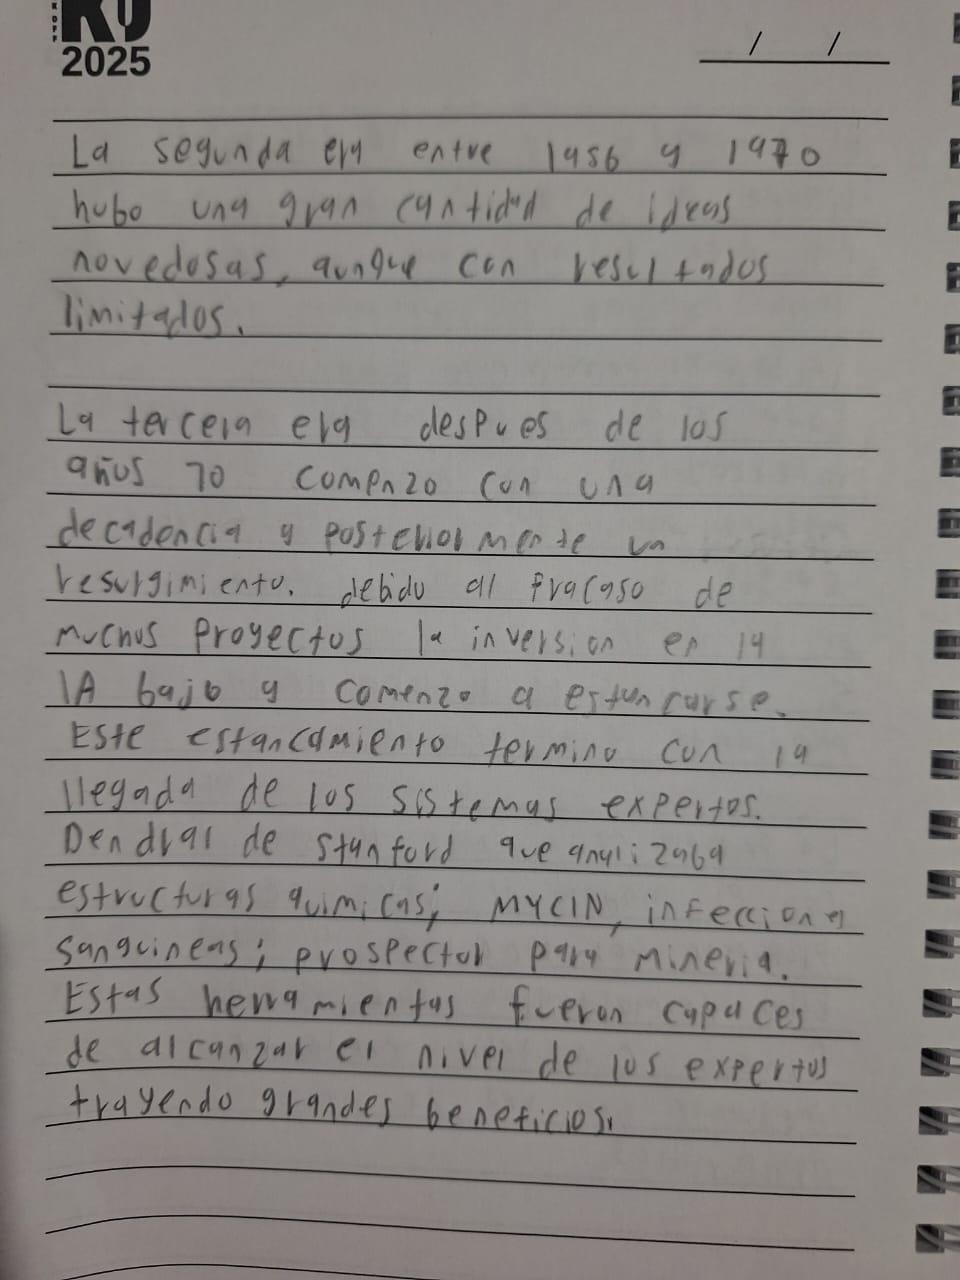 KU
2025
/ /
La segunda era entre 1956 y 1970
hubo una gran cantidad de ideas
novedosas, aunque con resultados
limitados.
La tercera era despues de los
años 70 comenzo con una
decadencia y posteriormente un
resurgimiento. debido al fracaso de
muchos proyectos la inversion en la
IA bajo y comenzo a estancarse.
Este estancamiento termino con la
llegada de los sistemas expertos.
Dendral de Stanford que analizaba
estructuras quimicas; MYCIN, infecciones
sanguineas; prospector para mineria.
Estas herramientas fueron capaces
de alcanzar el nivel de los expertos
trayendo grandes beneficios.